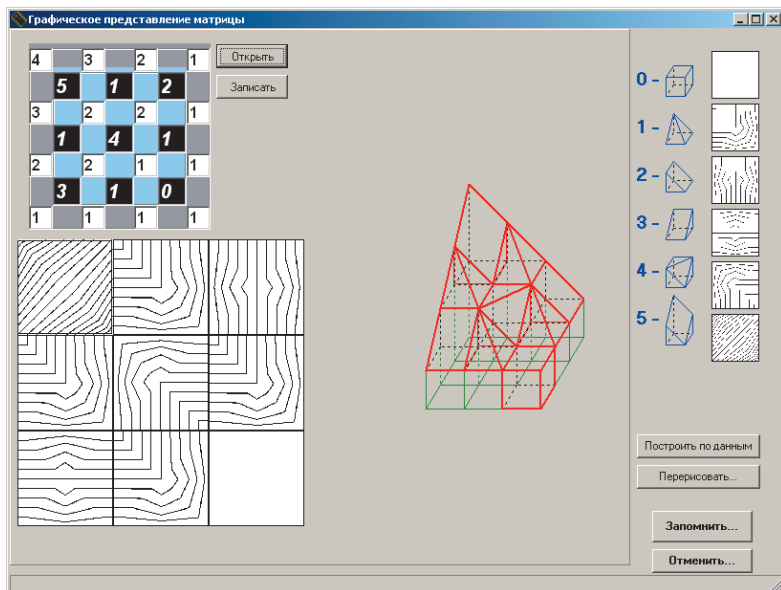 Графическое представление матрицы
4 3 2 1
5 1 2
3 2 2 1
1 4 1
2 2 1 1
3 1 0
1 1 1 1
Открыть
Записать
0 -
1 -
2 -
3 -
4 -
5 -
Построить по данным
Перерисовать...
Запомнить...
Отменить...